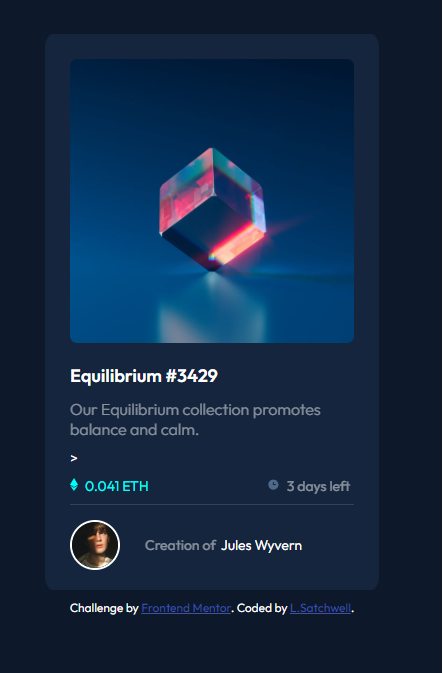 Equilibrium #3429
Our Equilibrium collection promotes
balance and calm.
>
0.041 ETH 3 days left
Creation of Jules Wyvern
Challenge by Frontend Mentor. Coded by L.Satchwell.